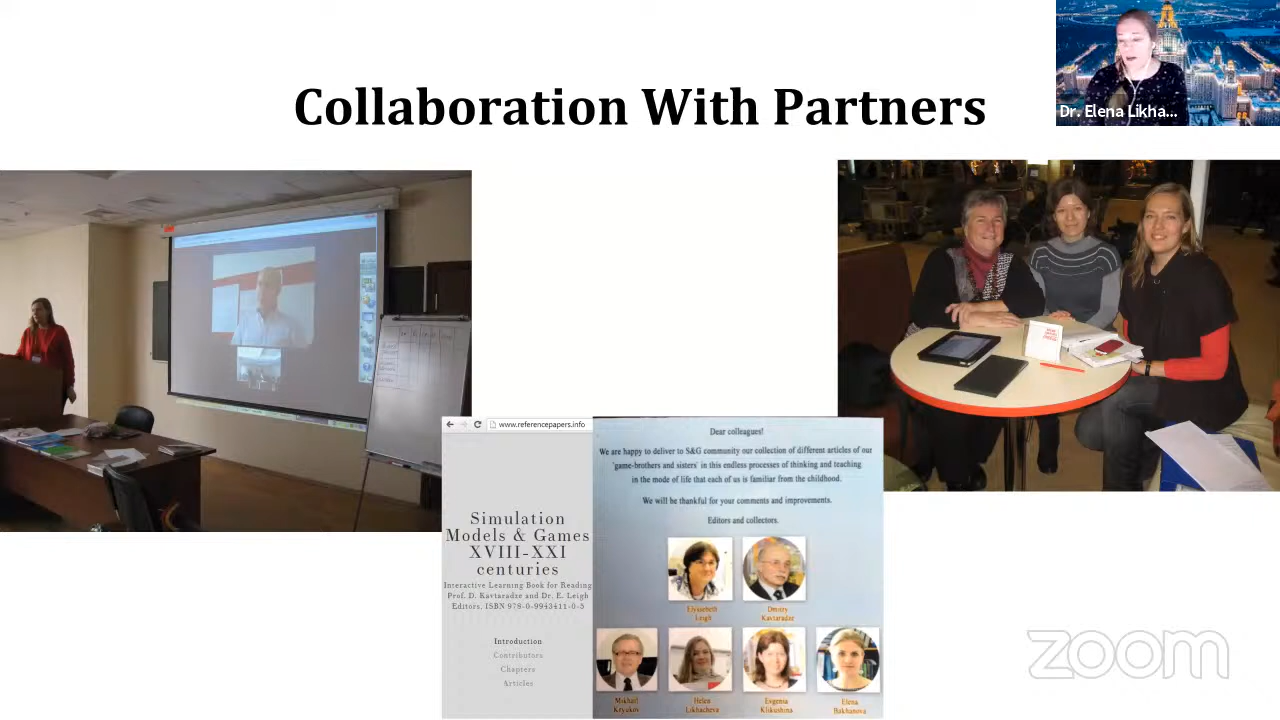 Collaboration With Partners
Dr. Elena Likha...
www.referencepapers.info
Simulation
Models & Games
XVIII-XXI
centuries
Interactive Learning Book for Reading
Prof. D. Kavtaradze and Dr. E. Leigh
Editors. ISBN 978-0-9943411-0-5
Introduction
Contributors
Chapters
Articles
Dear colleagues!
We are happy to deliver to S&G community our collection of different articles of our
'game-brothers and sisters' in this endless processes of thinking and teaching
in the mode of life that each of us is familiar from the childhood.
We will be thankful for your comments and improvements.
Editors and collectors.
Elyssebeth
Leigh
Dmitry
Kavtaradze
Mikhail
Kryukov
Helen
Likhacheva
Evgenia
Klikushina
Elena
Bakhanova
zoom